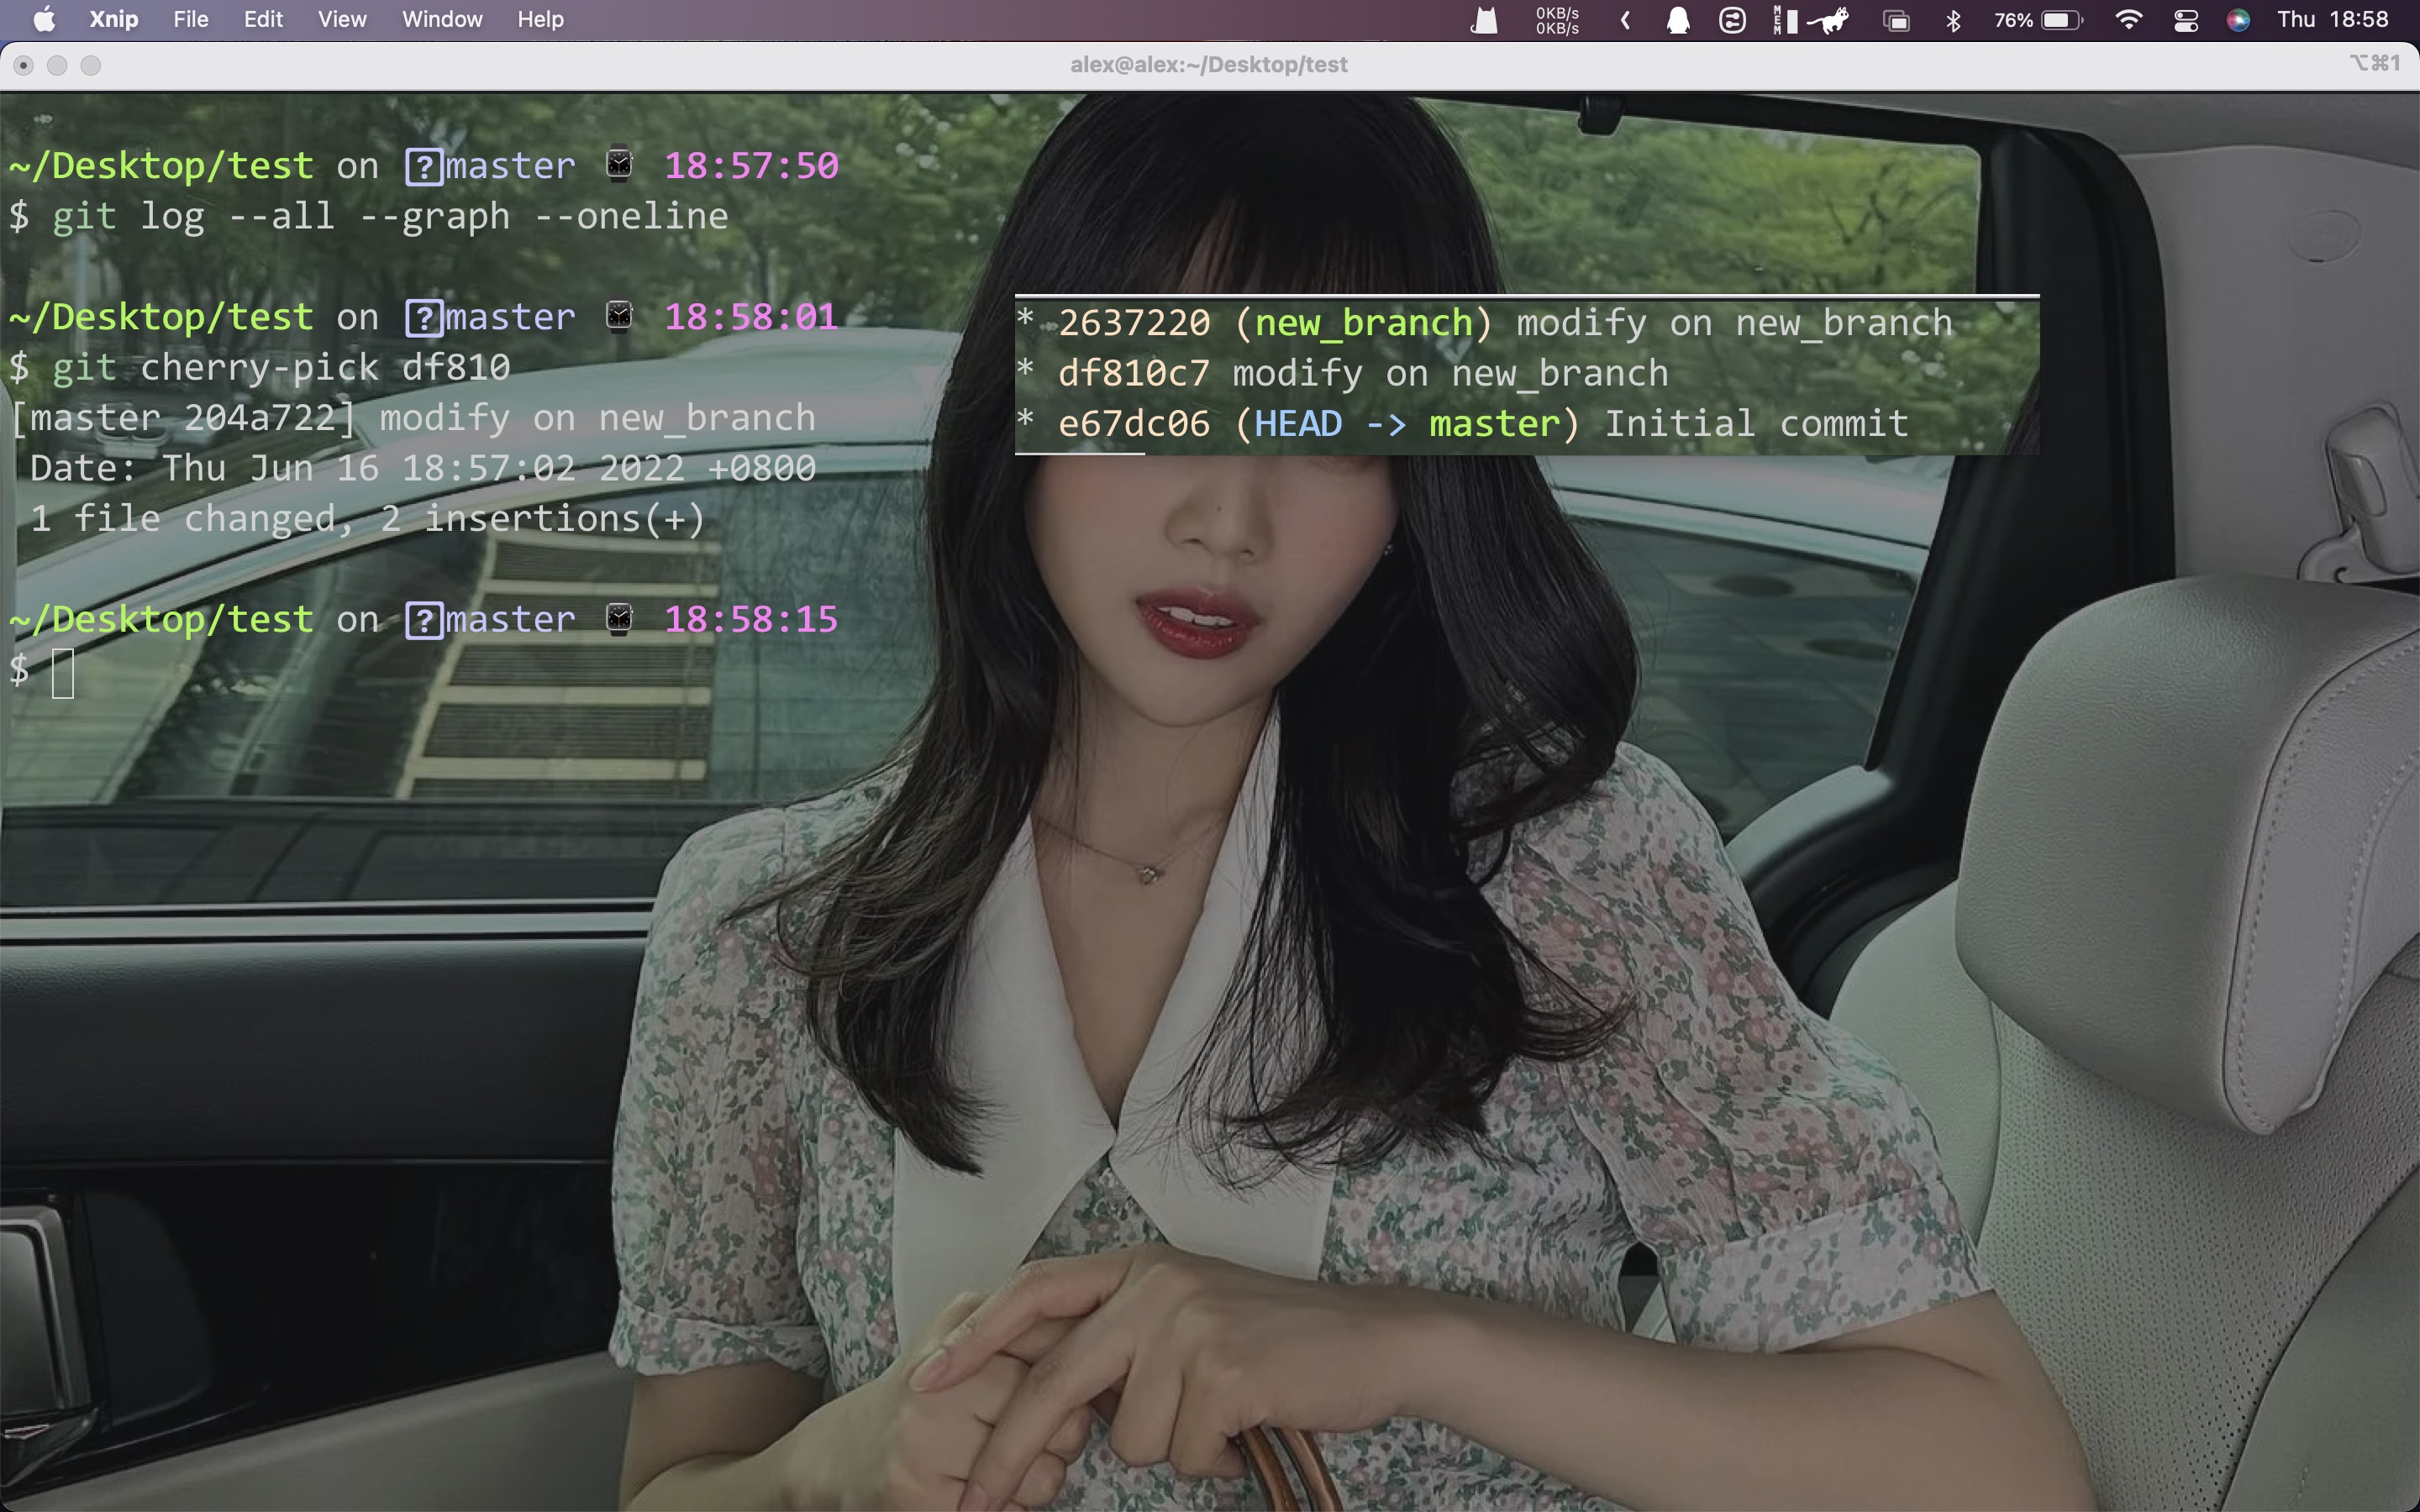 Xnip File Edit View Window Help
0KB/s
0KB/s
MEM
76%
Thu 18:58
alex@alex:~/Desktop/test
⌥⌘1
~/Desktop/test on ?master ⌚ 18:57:50
$ git log --all --graph --oneline
~/Desktop/test on ?master ⌚ 18:58:01
$ git cherry-pick df810
[master 204a722] modify on new_branch
Date: Thu Jun 16 18:57:02 2022 +0800
1 file changed, 2 insertions(+)
~/Desktop/test on ?master ⌚ 18:58:15
$
* 2637220 (new_branch) modify on new_branch
* df810c7 modify on new_branch
* e67dc06 (HEAD -> master) Initial commit